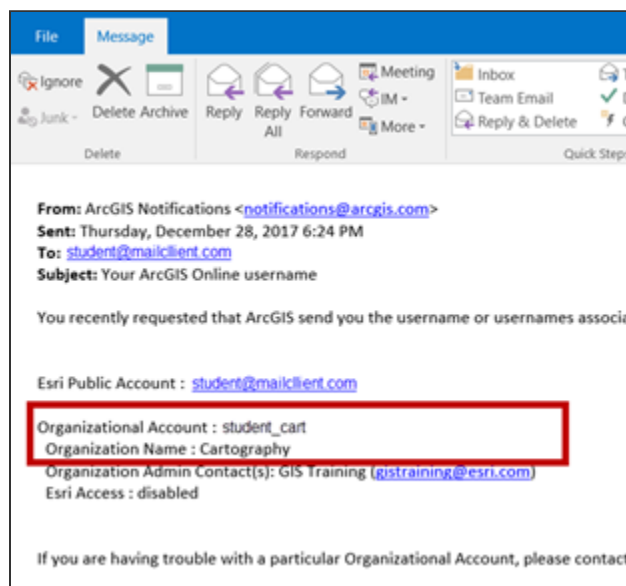 File Message
Ignore
Junk
Delete Archive
Reply Reply All Forward
Meeting
IM
More
Inbox
Team Email
Reply & Delete
Delete Respond Quick Step
From: ArcGIS Notifications <notifications@arcgis.com>
Sent: Thursday, December 28, 2017 6:24 PM
To: student@mailcllient.com
Subject: Your ArcGIS Online username
You recently requested that ArcGIS send you the username or usernames associa
Esri Public Account : student@mailcllient.com
Organizational Account : student_cart
Organization Name : Cartography
Organization Admin Contact(s): GIS Training (gistraining@esri.com)
Esri Access : disabled
If you are having trouble with a particular Organizational Account, please contact